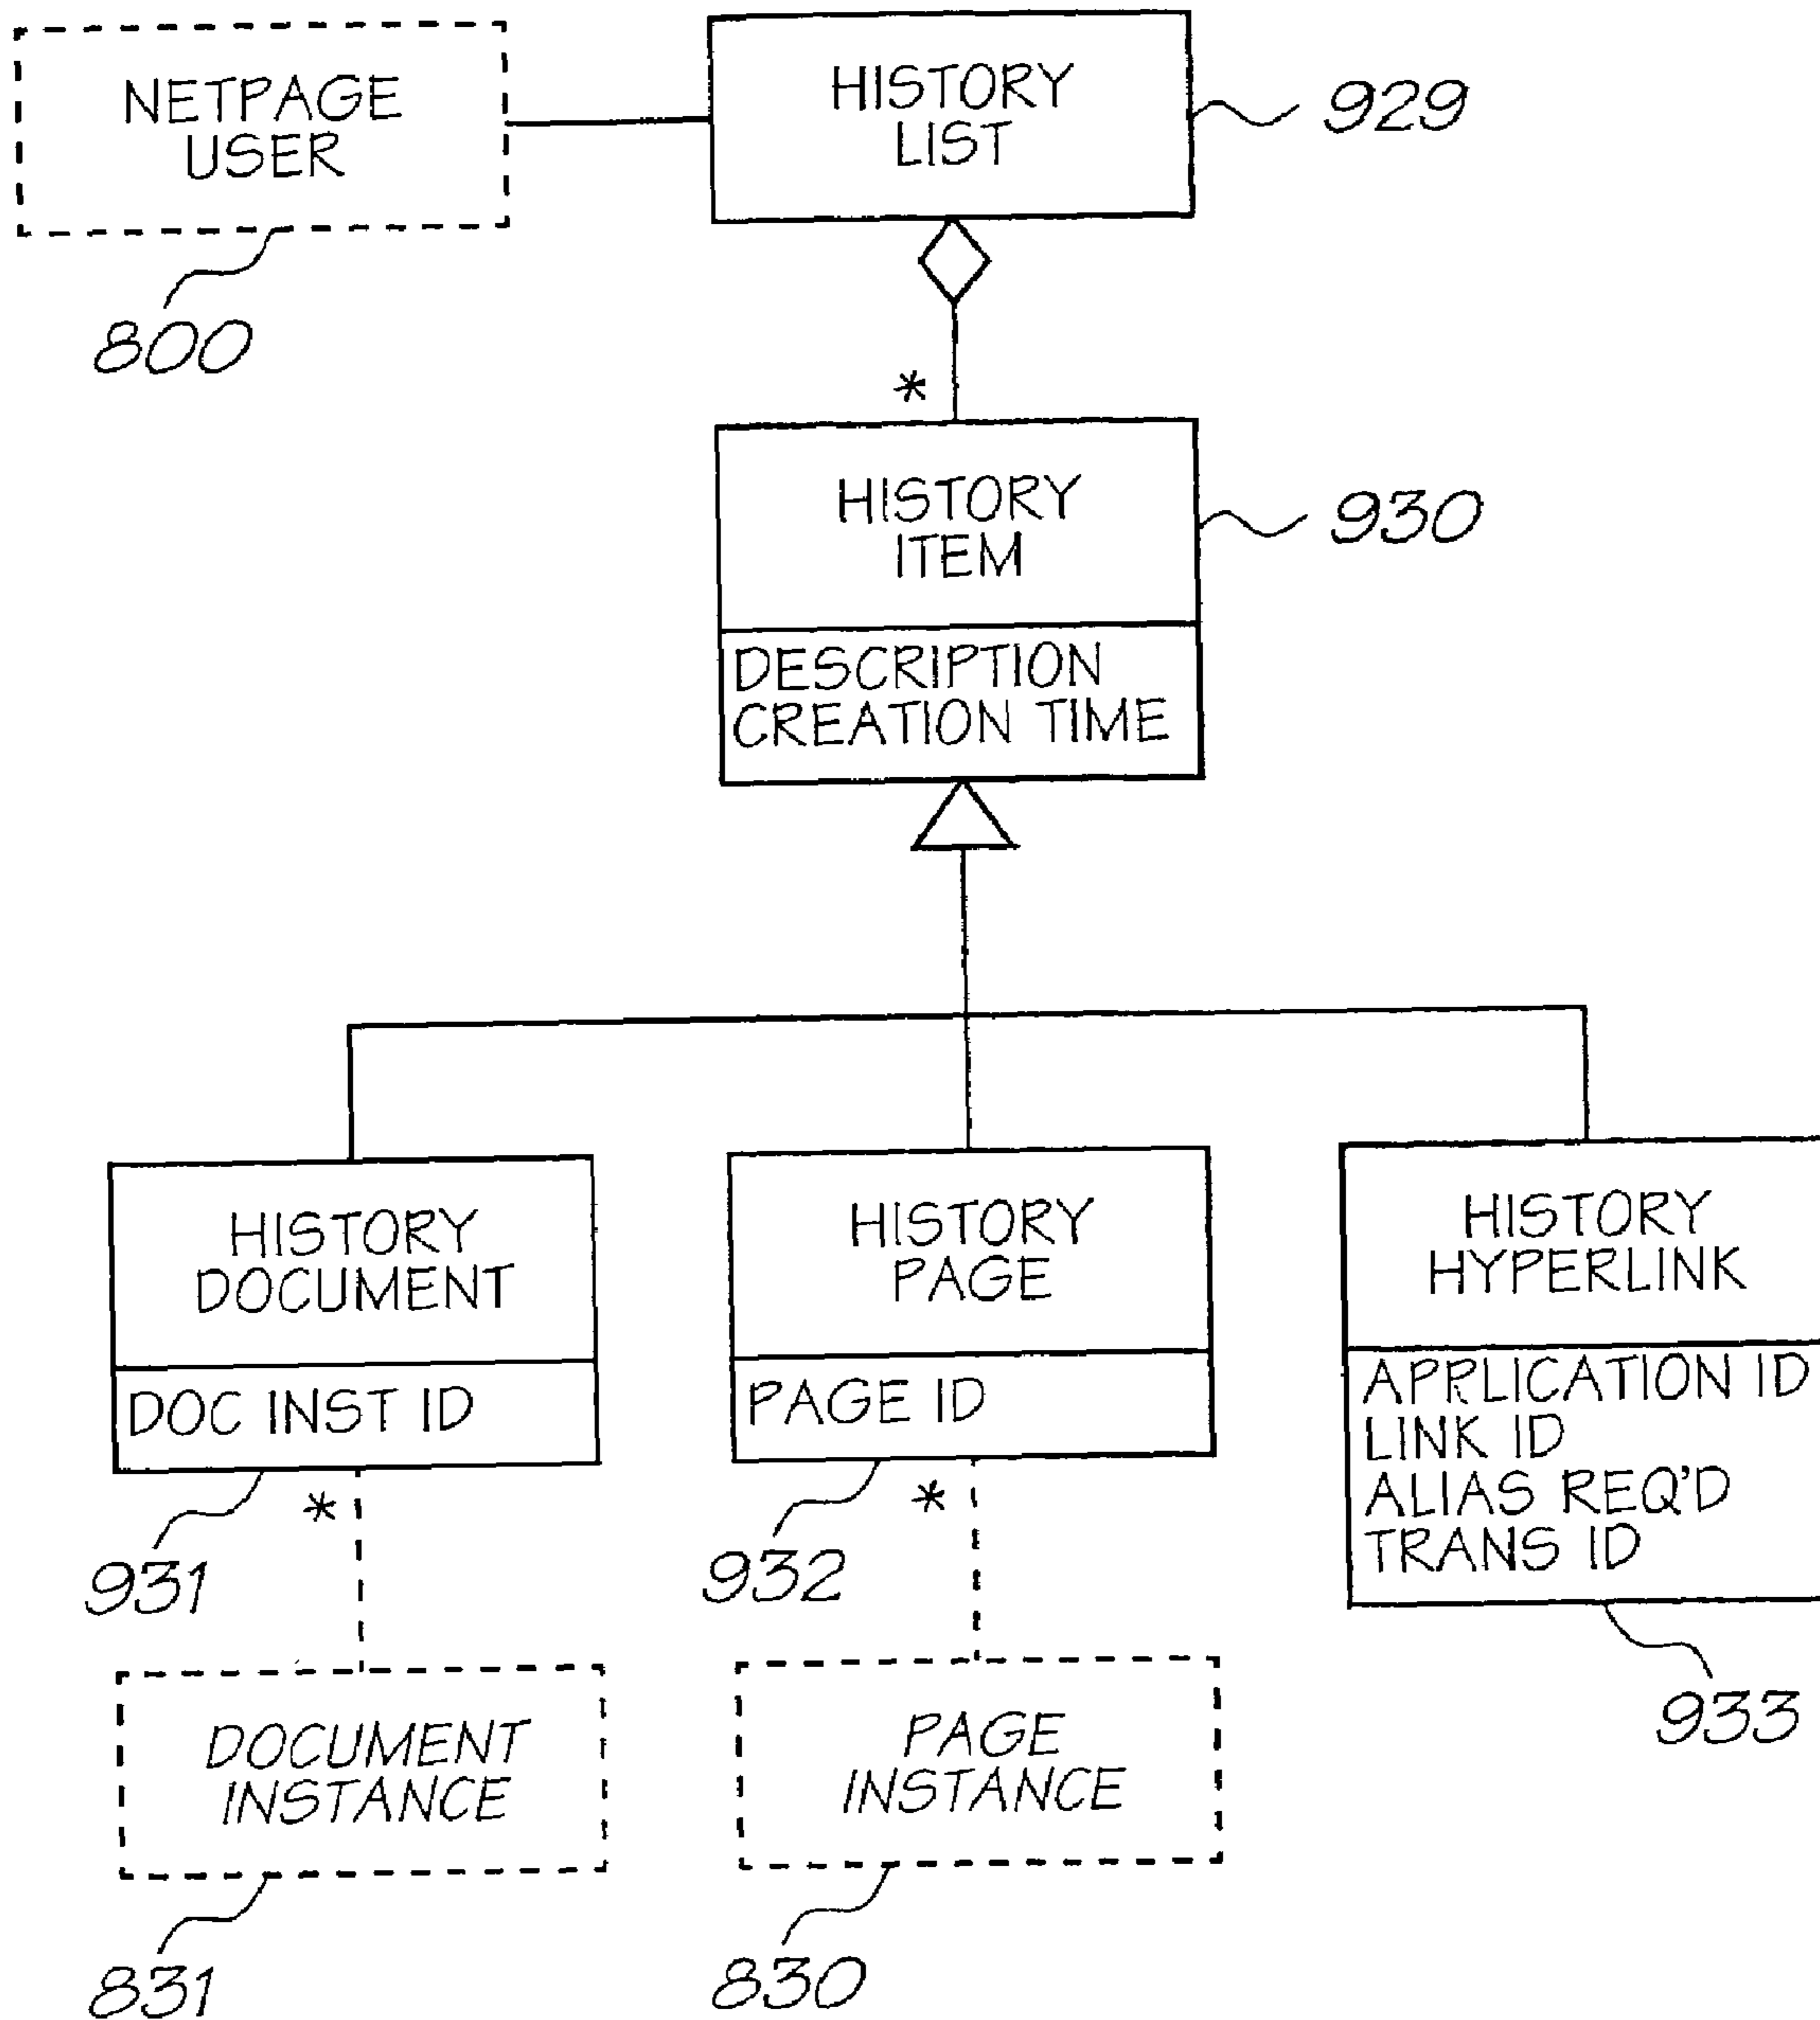 NETPAGE
USER
800
HISTORY
LIST
929
*
HISTORY
ITEM
930
DESCRIPTION
CREATION TIME
HISTORY
DOCUMENT
DOC INST ID
931
*
HISTORY
PAGE
PAGE ID
932
*
HISTORY
HYPERLINK
APPLICATION ID
LINK ID
ALIAS REQ'D
TRANS ID
933
DOCUMENT
INSTANCE
831
PAGE
INSTANCE
830